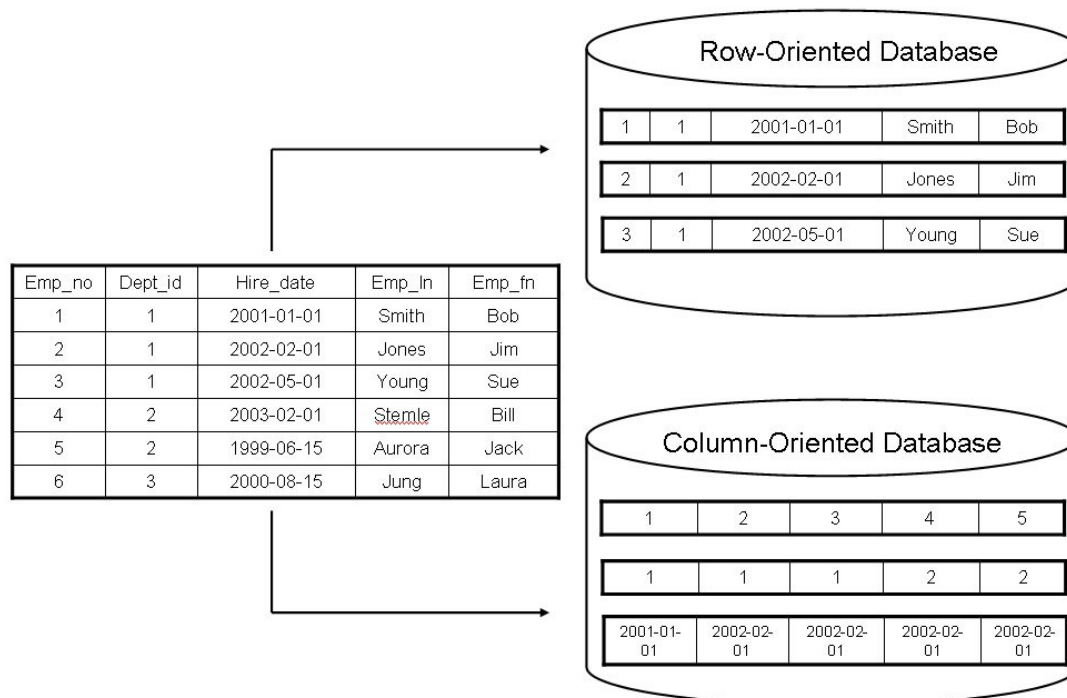 Row-Oriented Database
1 1 2001-01-01 Smith Bob
2 1 2002-02-01 Jones Jim
3 1 2002-05-01 Young Sue
Emp_no Dept_id Hire_date Emp_ln Emp_fn
1 1 2001-01-01 Smith Bob
2 1 2002-02-01 Jones Jim
3 1 2002-05-01 Young Sue
4 2 2003-02-01 Stemle Bill
5 2 1999-06-15 Aurora Jack
6 3 2000-08-15 Jung Laura
Column-Oriented Database
1 2 3 4 5
1 1 1 2 2
2001-01- 2002-02- 2002-02- 2002-02- 2002-02-
01 01 01 01 01